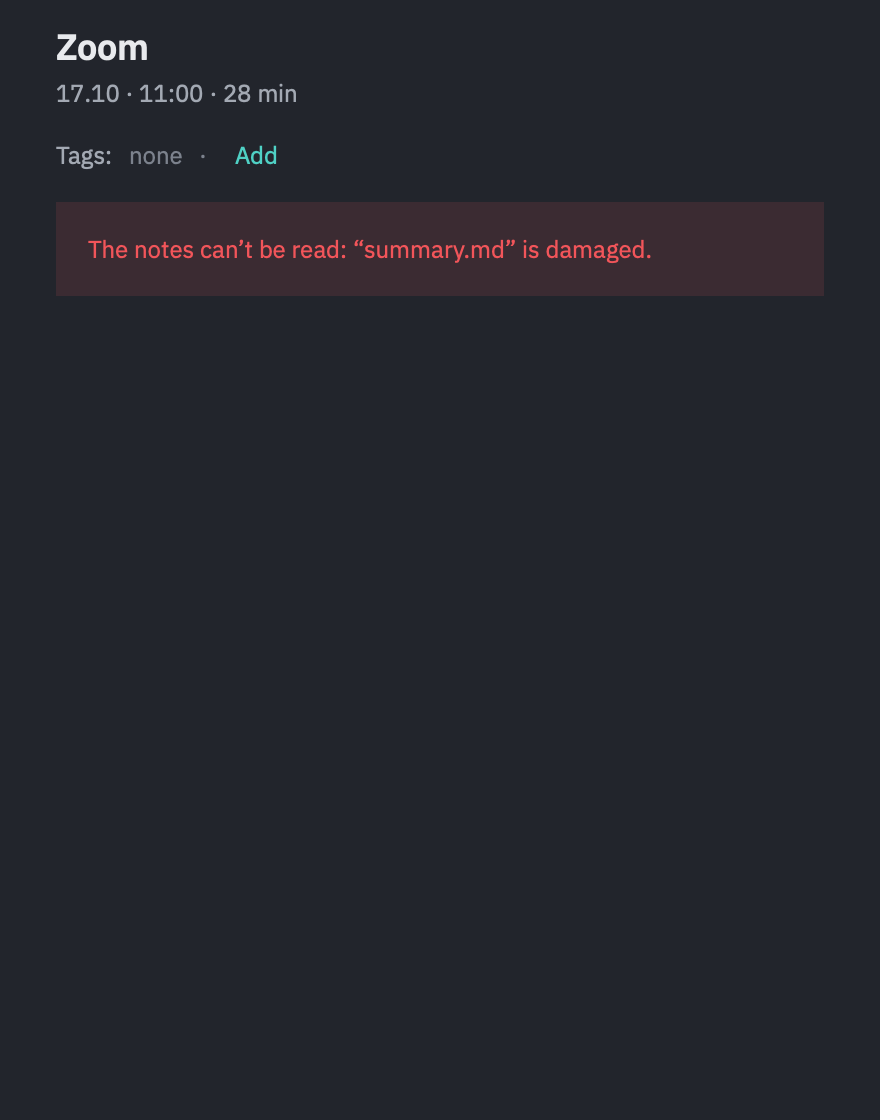 Zoom
17.10 · 11:00 · 28 min
Tags: none · Add
The notes can’t be read: “summary.md” is damaged.